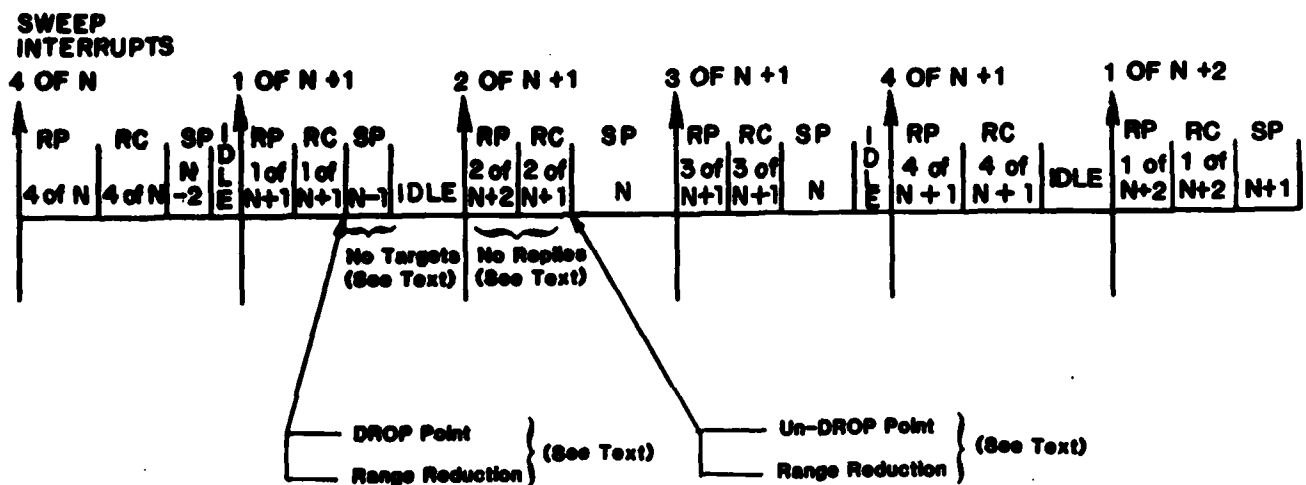 SWEEP
INTERRUPTS
4 OF N
1 OF N+1
2 OF N+1
3 OF N+1
4 OF N+1
1 OF N+2
RP
4 of N
RC
4 of N
SP
N
-2
IDLE
RP
1 of
N+1
RC
1 of
N+1
SP
N-1
IDLE
RP
2 of
N+2
RC
2 of
N+1
SP
N
RP
3 of
N+1
RC
3 of
N+1
SP
N
IDLE
RP
4 of
N+1
RC
4 of
N+1
IDLE
RP
1 of
N+2
RC
1 of
N+2
SP
N+1
No Targets
(See Text)
No Replies
(See Text)
DROP Point
Range Reduction
(See Text)
Un-DROP Point
Range Reduction
(See Text)